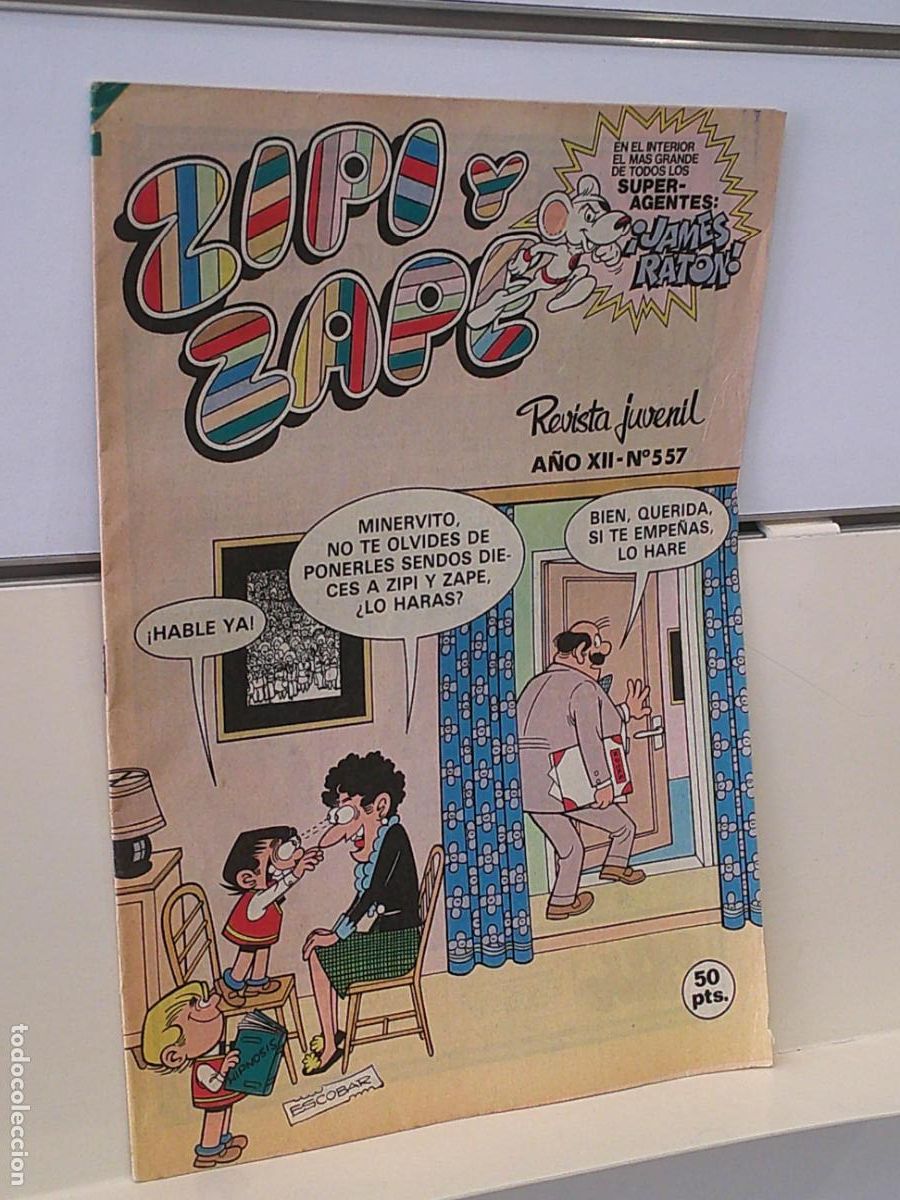 ZIPI Y
ZAPE
EN EL INTERIOR
EL MAS GRANDE
DE TODOS LOS
SUPER-
AGENTES:
¡JAMES
RATON!
Revista juvenil
AÑO XII-Nº557
¡HABLE YA!
MINERVITO,
NO TE OLVIDES DE
PONERLES SENDOS DIE-
CES A ZIPI Y ZAPE,
¿LO HARAS?
BIEN, QUERIDA,
SI TE EMPEÑAS,
LO HARE
HIPNOSIS
ESCOBAR
50
pts.
todocoleccion